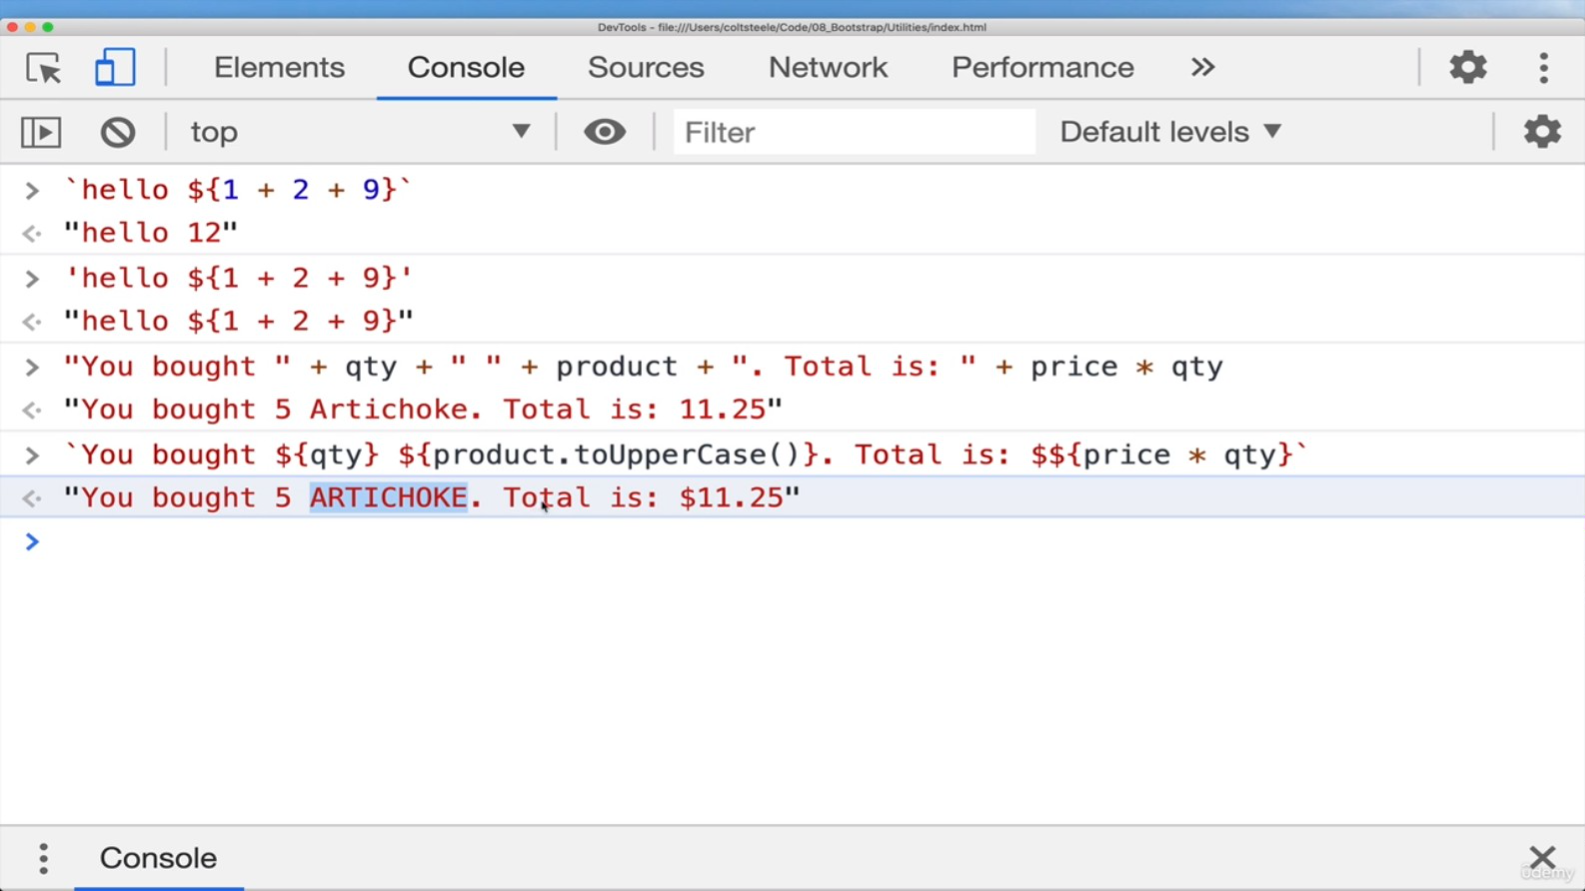 DevTools - file:///Users/coltsteele/Code/08_Bootstrap/Utilities/index.html
Elements Console Sources Network Performance »
top ▼ Filter Default levels ▼
> `hello ${1 + 2 + 9}`
<· "hello 12"
> 'hello ${1 + 2 + 9}'
<· "hello ${1 + 2 + 9}"
> "You bought " + qty + " " + product + ". Total is: " + price * qty
<· "You bought 5 Artichoke. Total is: 11.25"
> `You bought ${qty} ${product.toUpperCase()}. Total is: $${price * qty}`
<· "You bought 5 ARTICHOKE. Total is: $11.25"
>
Console
udemy